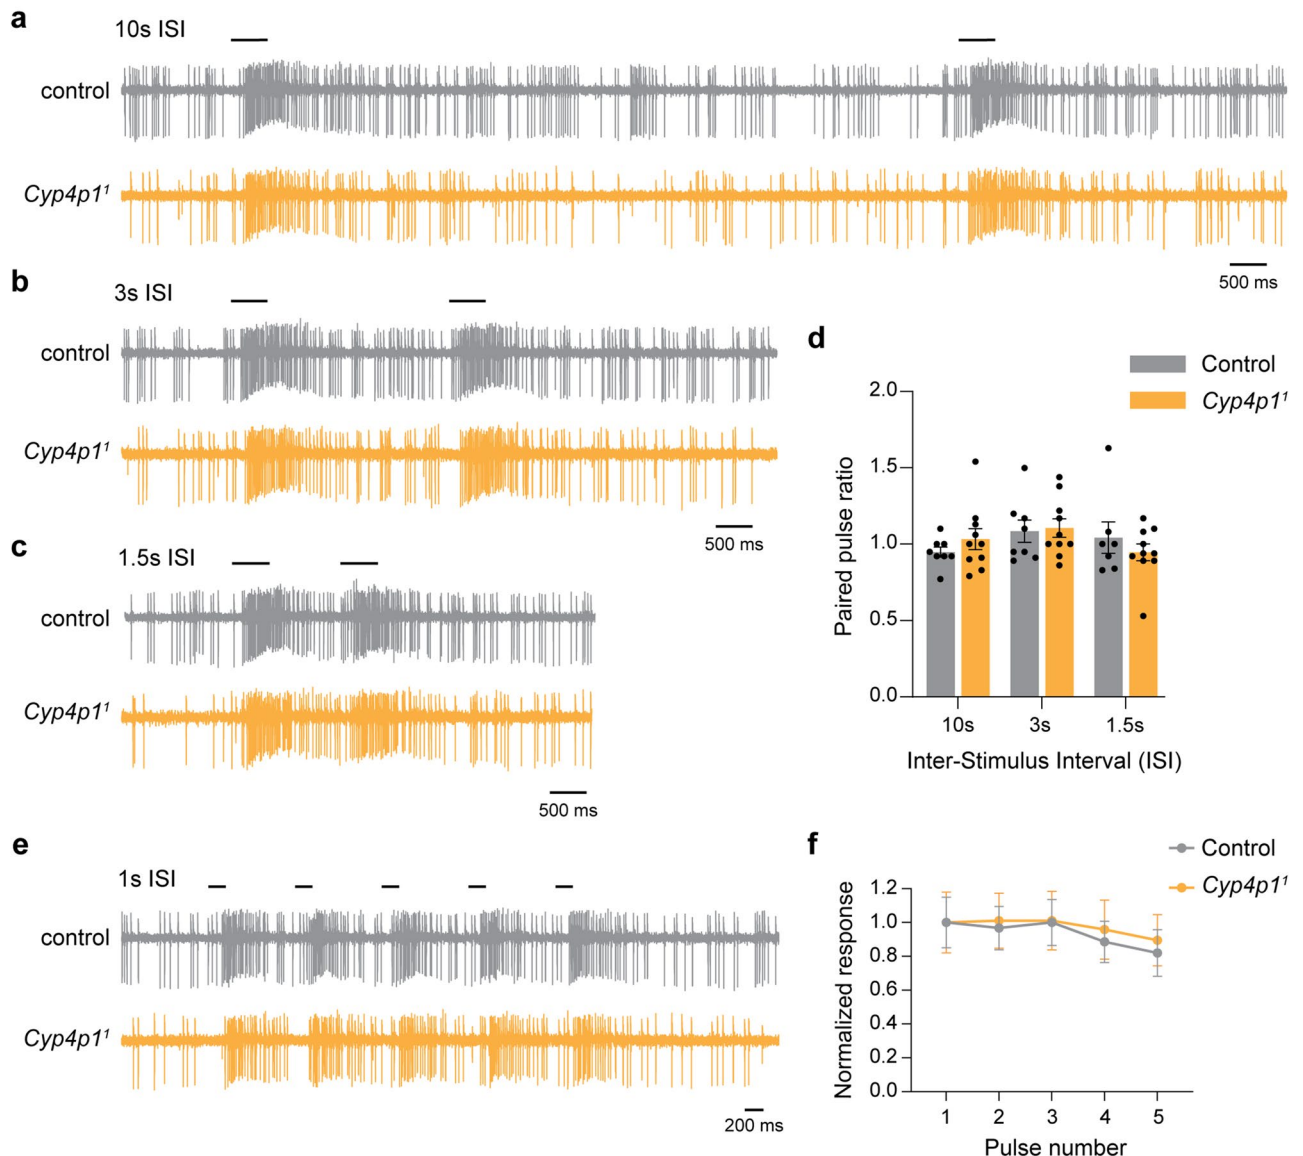 a
10s ISI
control
Cyp4p1¹
500 ms
b
3s ISI
control
Cyp4p1¹
500 ms
c
1.5s ISI
control
Cyp4p1¹
500 ms
d
Control
Cyp4p1¹
Paired pulse ratio
2.0
1.5
1.0
0.5
0.0
10s 3s 1.5s
Inter-Stimulus Interval (ISI)
e
1s ISI
control
Cyp4p1¹
200 ms
f
Control
Cyp4p1¹
Normalized response
1.2
1.0
0.8
0.6
0.4
0.2
0.0
1 2 3 4 5
Pulse number